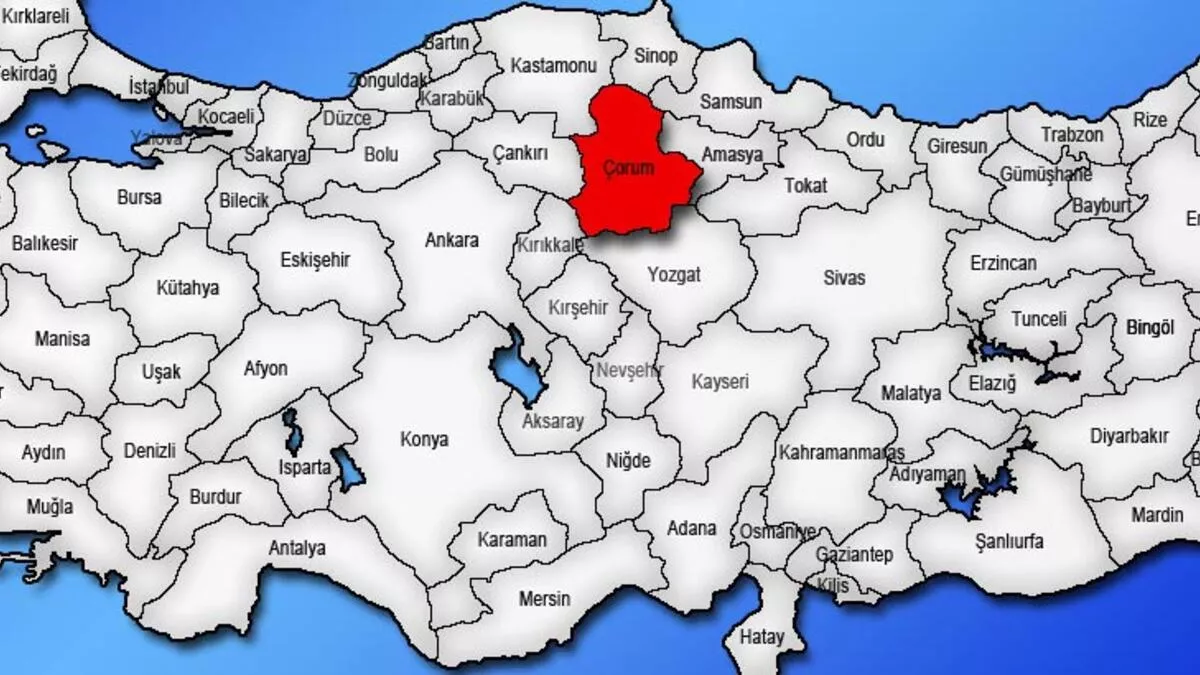 Kırklareli
Bartın
Sinop
Kastamonu
ekirdağ
İstanbul
Zonguldak
Karabük
Samsun
Kocaeli
Düzce
Rize
Trabzon
Yalova
Ordu
Giresun
Sakarya
Bolu
Çankırı
Çorum
Amasya
Gümüşhane
Bursa
Bilecik
Tokat
Bayburt
Balıkesir
Ankara
Kırıkkale
Eskişehir
Yozgat
Sivas
Erzincan
Kütahya
Kırşehir
Tunceli
Bingöl
Manisa
Uşak
Afyon
Nevşehir
Kayseri
Malatya
Elazığ
Aksaray
Konya
Diyarbakır
Aydın
Denizli
Isparta
Niğde
Kahramanmaraş
Adıyaman
Burdur
Muğla
Adana
Osmaniye
Mardin
Antalya
Karaman
Gaziantep
Şanlıurfa
Kilis
Mersin
Hatay